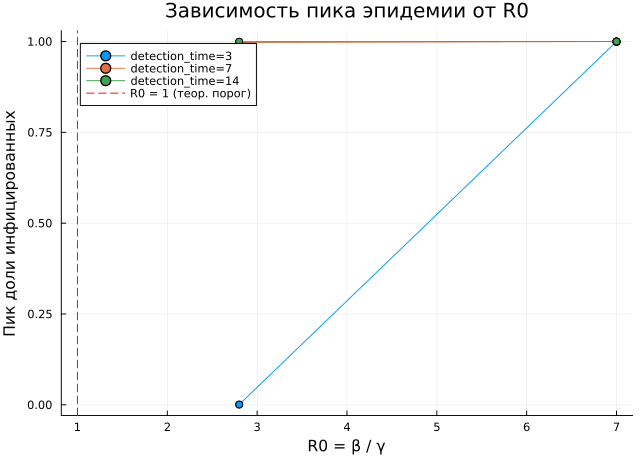 Зависимость пика эпидемии от R0
Пик доли инфицированных
1.00
0.75
0.50
0.25
0.00
detection_time=3
detection_time=7
detection_time=14
R0 = 1 (теор. порог)
1 2 3 4 5 6 7
R0 = β / γ